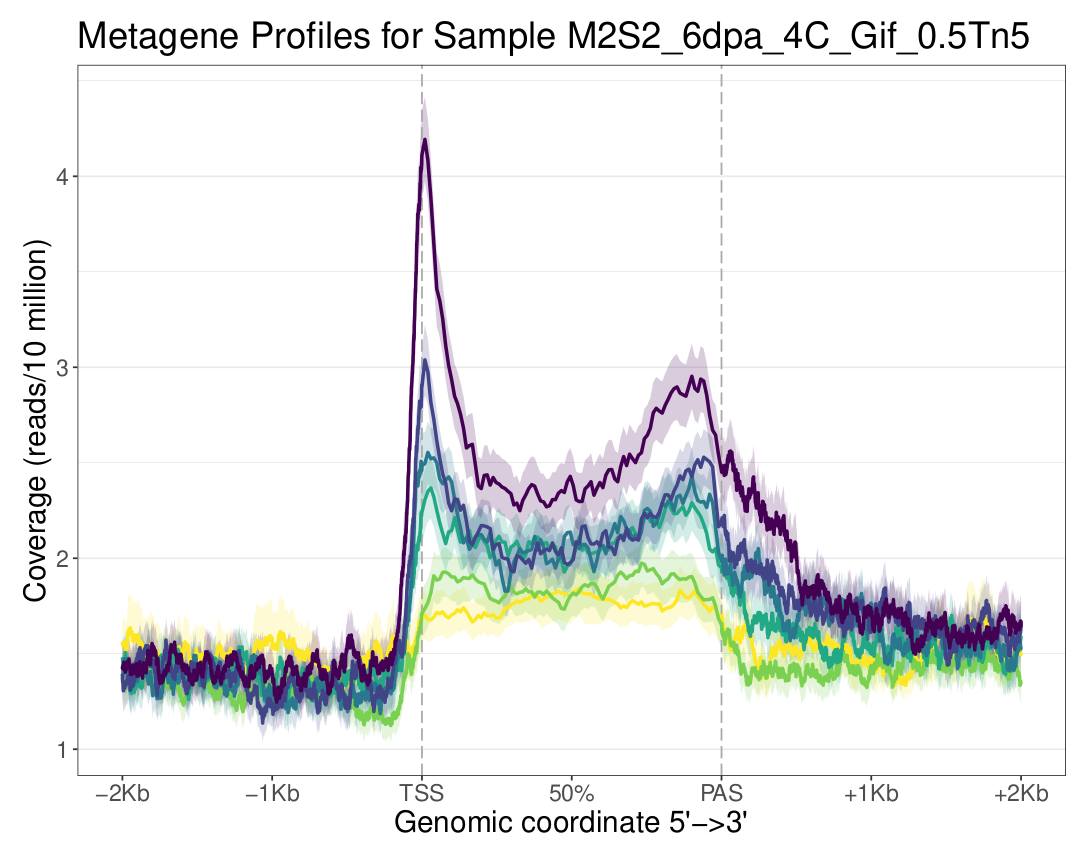 Metagene Profiles for Sample M2S2_6dpa_4C_Gif_0.5Tn5
Coverage (reads/10 million)
4
3
2
1
−2Kb −1Kb TSS 50% PAS +1Kb +2Kb
Genomic coordinate 5'−>3'